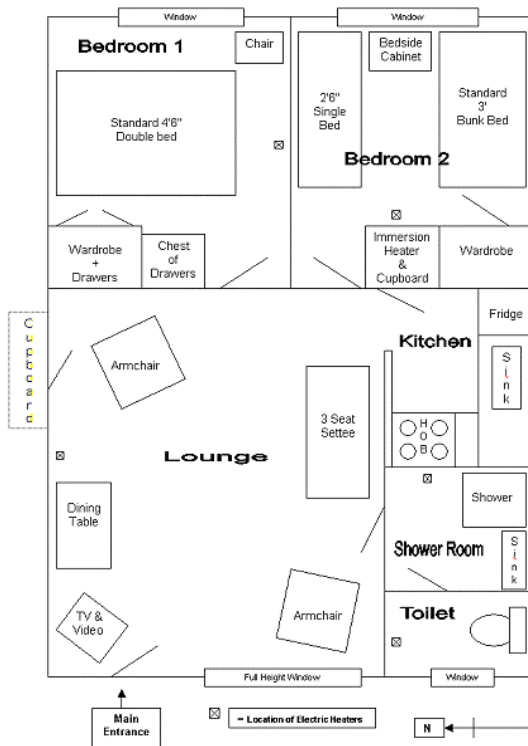 Window
Window
Bedroom 1
Chair
Bedside
Cabinet
Standard 4'6"
Double bed
2'6"
Single
Bed
Standard
3'
Bunk Bed
Bedroom 2
Wardrobe
+
Drawers
Chest
of
Drawers
Immersion
Heater
&
Cupboard
Wardrobe
Cupboard
Armchair
Kitchen
Fridge
Sink
3 Seat
Settee
HOB
Lounge
Dining
Table
Shower
Shower Room
Sink
TV &
Video
Armchair
Toilet
Full Height Window
Window
Main
Entrance
= Location of Electric Heaters
N